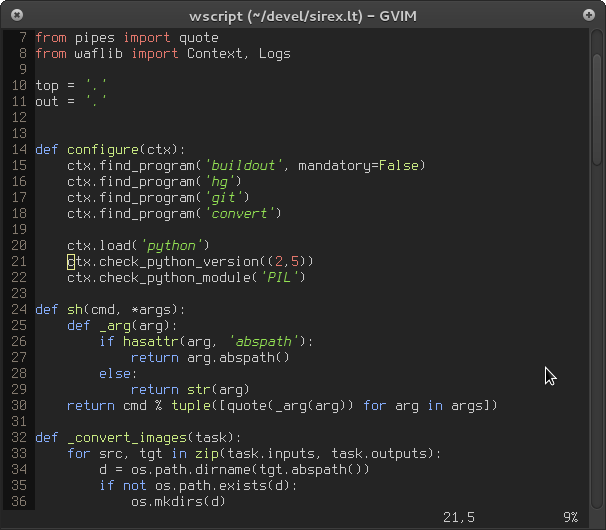 wscript (~/devel/sirex.lt) – GVIM
7 from pipes import quote
8 from waflib import Context, Logs
9
10 top = '.'
11 out = '.'
12
13
14 def configure(ctx):
15     ctx.find_program('buildout', mandatory=False)
16     ctx.find_program('hg')
17     ctx.find_program('git')
18     ctx.find_program('convert')
19
20     ctx.load('python')
21     ctx.check_python_version((2,5))
22     ctx.check_python_module('PIL')
23
24 def sh(cmd, *args):
25     def _arg(arg):
26         if hasattr(arg, 'abspath'):
27             return arg.abspath()
28         else:
29             return str(arg)
30     return cmd % tuple([quote(_arg(arg)) for arg in args])
31
32 def _convert_images(task):
33     for src, tgt in zip(task.inputs, task.outputs):
34         d = os.path.dirname(tgt.abspath())
35         if not os.path.exists(d):
36             os.mkdirs(d)
21,5 9%